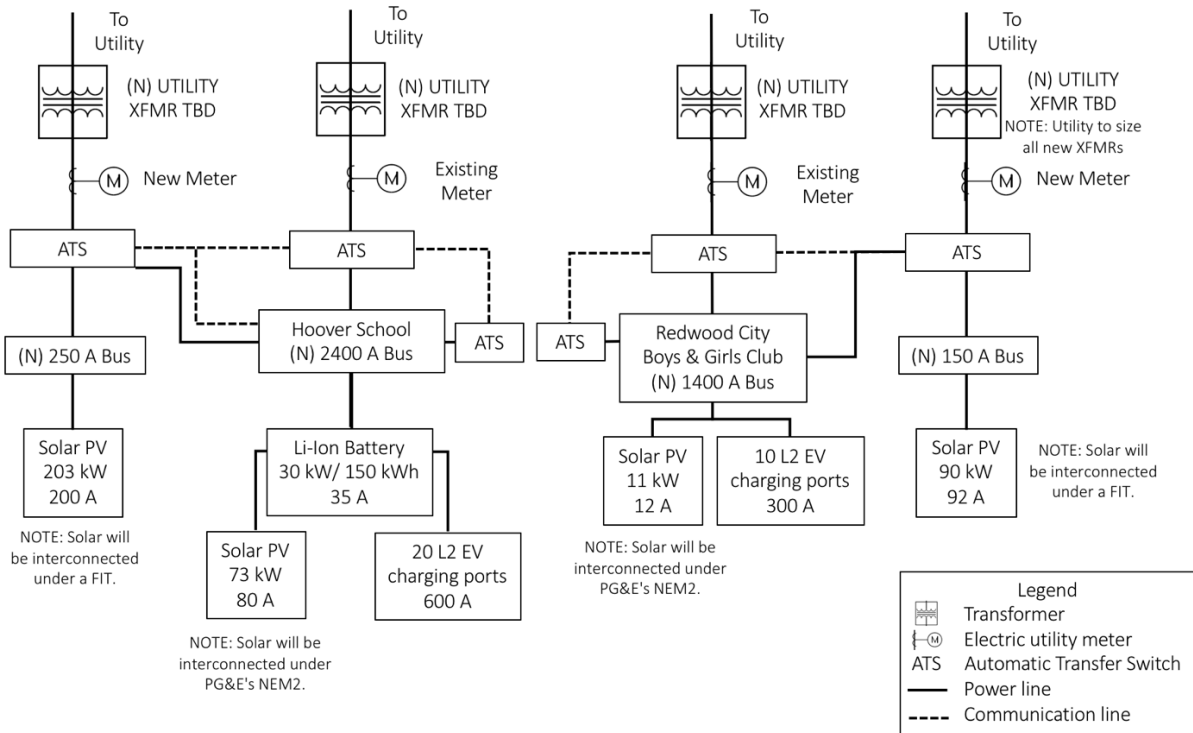 To
Utility
(N) UTILITY
XFMR TBD
M
New Meter
ATS
(N) 250 A Bus
Solar PV
203 kW
200 A
NOTE: Solar will
be interconnected
under a FIT.
To
Utility
(N) UTILITY
XFMR TBD
M
Existing
Meter
ATS
Hoover School
(N) 2400 A Bus
ATS
Li-Ion Battery
30 kW/ 150 kWh
35 A
Solar PV
73 kW
80 A
NOTE: Solar will be
interconnected under
PG&E's NEM2.
20 L2 EV
charging ports
600 A
To
Utility
(N) UTILITY
XFMR TBD
M
Existing
Meter
ATS
ATS
Redwood City
Boys & Girls Club
(N) 1400 A Bus
Solar PV
11 kW
12 A
NOTE: Solar will be
interconnected under
PG&E's NEM2.
10 L2 EV
charging ports
300 A
To
Utility
(N) UTILITY
XFMR TBD
NOTE: Utility to size
all new XFMRs
M
New Meter
ATS
(N) 150 A Bus
Solar PV
90 kW
92 A
NOTE: Solar will
be interconnected
under a FIT.
Legend
Transformer
M
Electric utility meter
ATS Automatic Transfer Switch
Power line
Communication line